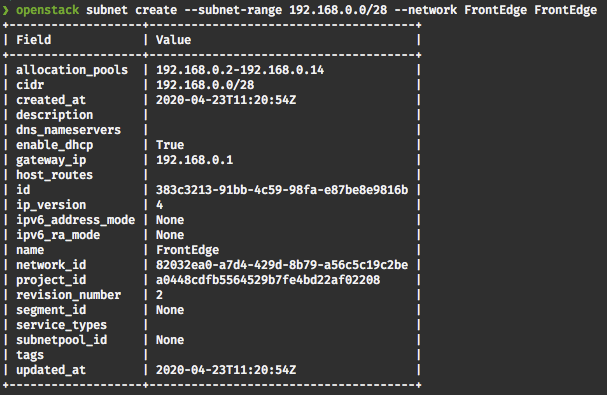 ❯ openstack subnet create --subnet-range 192.168.0.0/28 --network FrontEdge FrontEdge
+-------------------+--------------------------------------+
| Field             | Value                                |
+-------------------+--------------------------------------+
| allocation_pools  | 192.168.0.2-192.168.0.14             |
| cidr              | 192.168.0.0/28                       |
| created_at        | 2020-04-23T11:20:54Z                 |
| description       |                                      |
| dns_nameservers   |                                      |
| enable_dhcp       | True                                 |
| gateway_ip        | 192.168.0.1                          |
| host_routes       |                                      |
| id                | 383c3213-91bb-4c59-98fa-e87be8e9816b |
| ip_version        | 4                                    |
| ipv6_address_mode | None                                 |
| ipv6_ra_mode      | None                                 |
| name              | FrontEdge                            |
| network_id        | 82032ea0-a7d4-429d-8b79-a56c5c19c2be |
| project_id        | a0448cdfb5564529b7fe4bd22af02208     |
| revision_number   | 2                                    |
| segment_id        | None                                 |
| service_types     |                                      |
| subnetpool_id     | None                                 |
| tags              |                                      |
| updated_at        | 2020-04-23T11:20:54Z                 |
+-------------------+--------------------------------------+